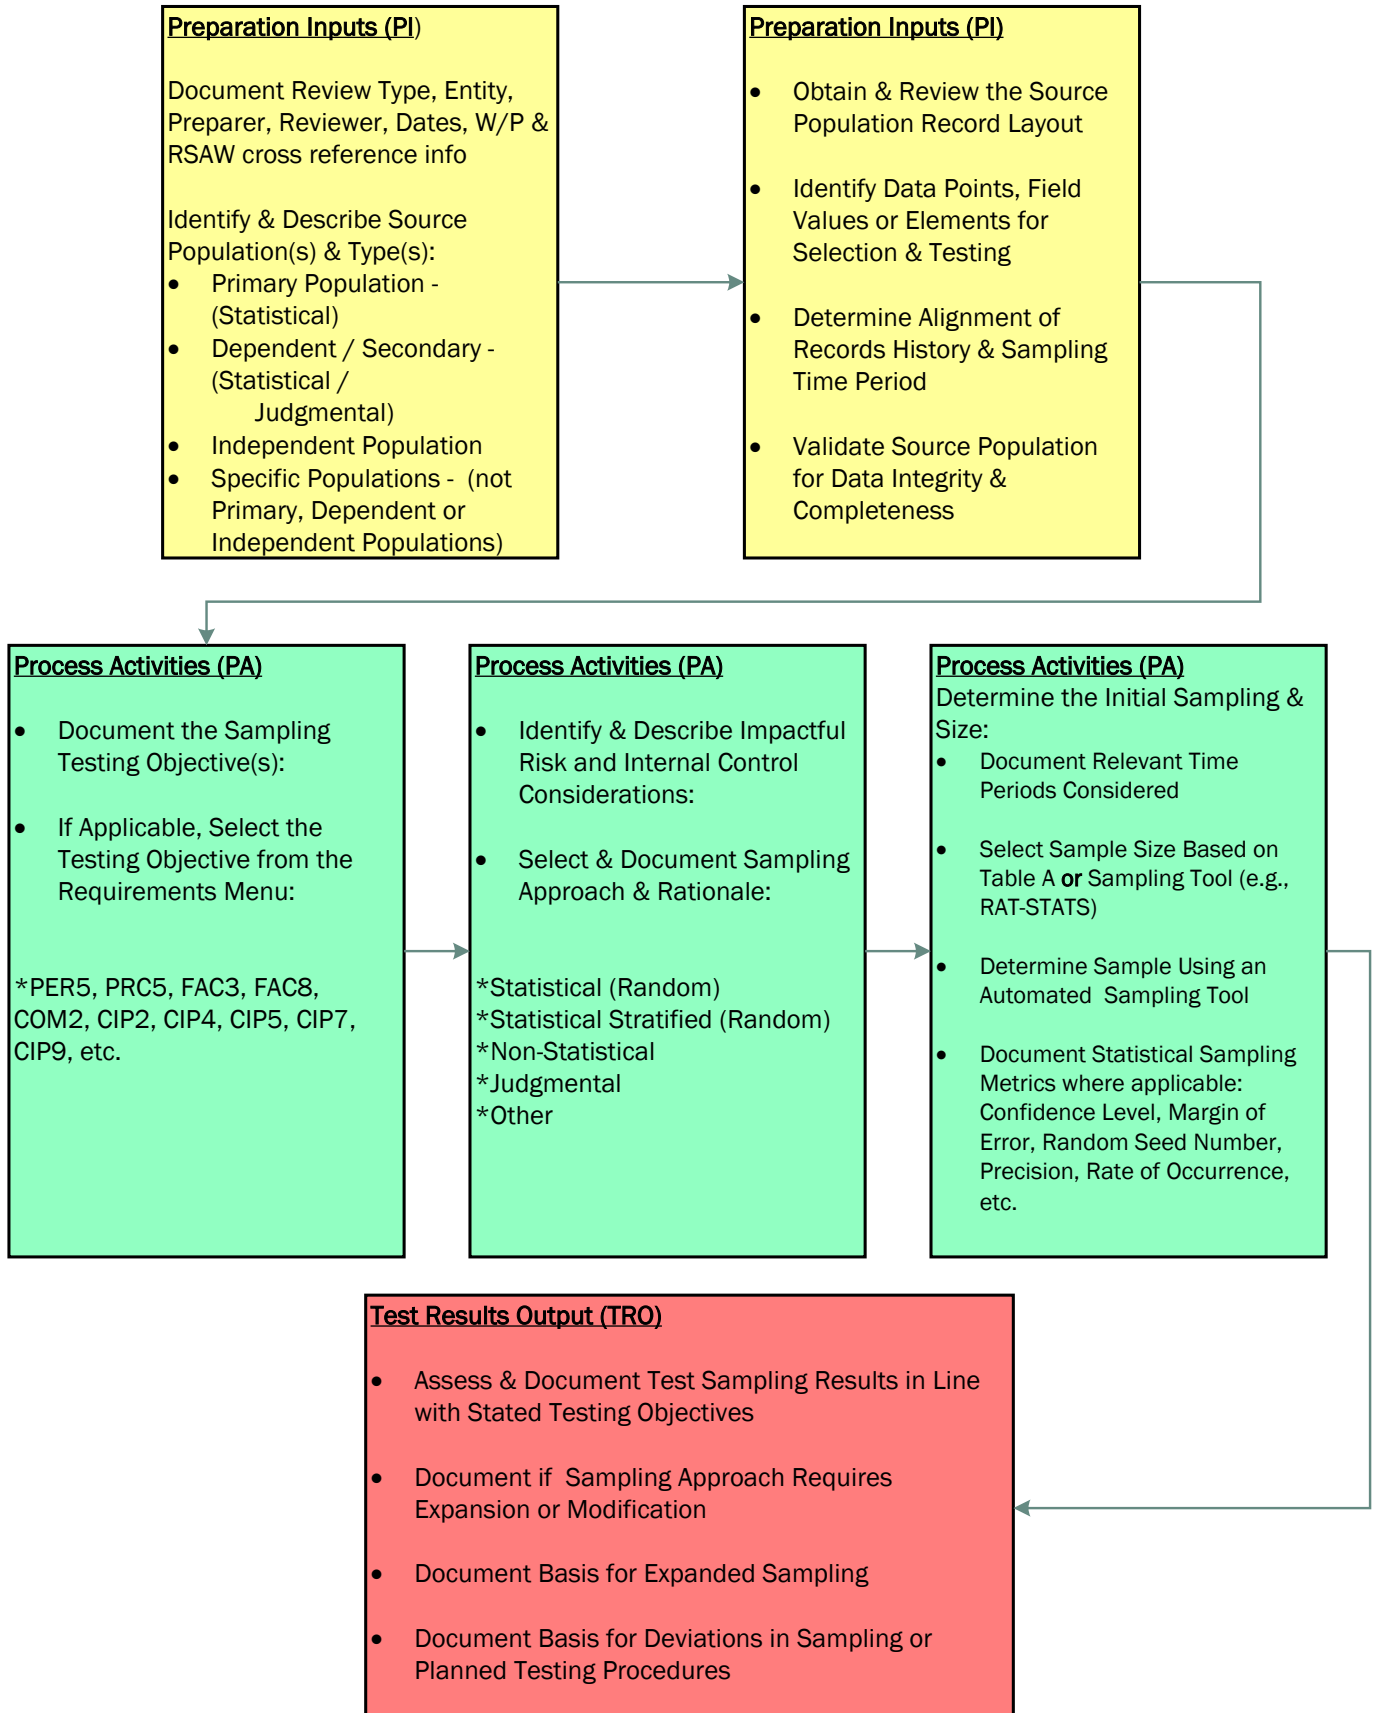 Preparation Inputs (PI)
Document Review Type, Entity,
Preparer, Reviewer, Dates, W/P &
RSAW cross reference info
Identify & Describe Source
Population(s) & Type(s):
• Primary Population -
(Statistical)
• Dependent / Secondary -
(Statistical /
Judgmental)
• Independent Population
• Specific Populations - (not
Primary, Dependent or
Independent Populations)
Preparation Inputs (PI)
• Obtain & Review the Source
Population Record Layout
• Identify Data Points, Field
Values or Elements for
Selection & Testing
• Determine Alignment of
Records History & Sampling
Time Period
• Validate Source Population
for Data Integrity &
Completeness
Process Activities (PA)
• Document the Sampling
Testing Objective(s):
• If Applicable, Select the
Testing Objective from the
Requirements Menu:
*PER5, PRC5, FAC3, FAC8,
COM2, CIP2, CIP4, CIP5, CIP7,
CIP9, etc.
Process Activities (PA)
• Identify & Describe Impactful
Risk and Internal Control
Considerations:
• Select & Document Sampling
Approach & Rationale:
*Statistical (Random)
*Statistical Stratified (Random)
*Non-Statistical
*Judgmental
*Other
Process Activities (PA)
Determine the Initial Sampling &
Size:
• Document Relevant Time
Periods Considered
• Select Sample Size Based on
Table A or Sampling Tool (e.g.,
RAT-STATS)
• Determine Sample Using an
Automated Sampling Tool
• Document Statistical Sampling
Metrics where applicable:
Confidence Level, Margin of
Error, Random Seed Number,
Precision, Rate of Occurrence,
etc.
Test Results Output (TRO)
• Assess & Document Test Sampling Results in Line
with Stated Testing Objectives
• Document if Sampling Approach Requires
Expansion or Modification
• Document Basis for Expanded Sampling
• Document Basis for Deviations in Sampling or
Planned Testing Procedures